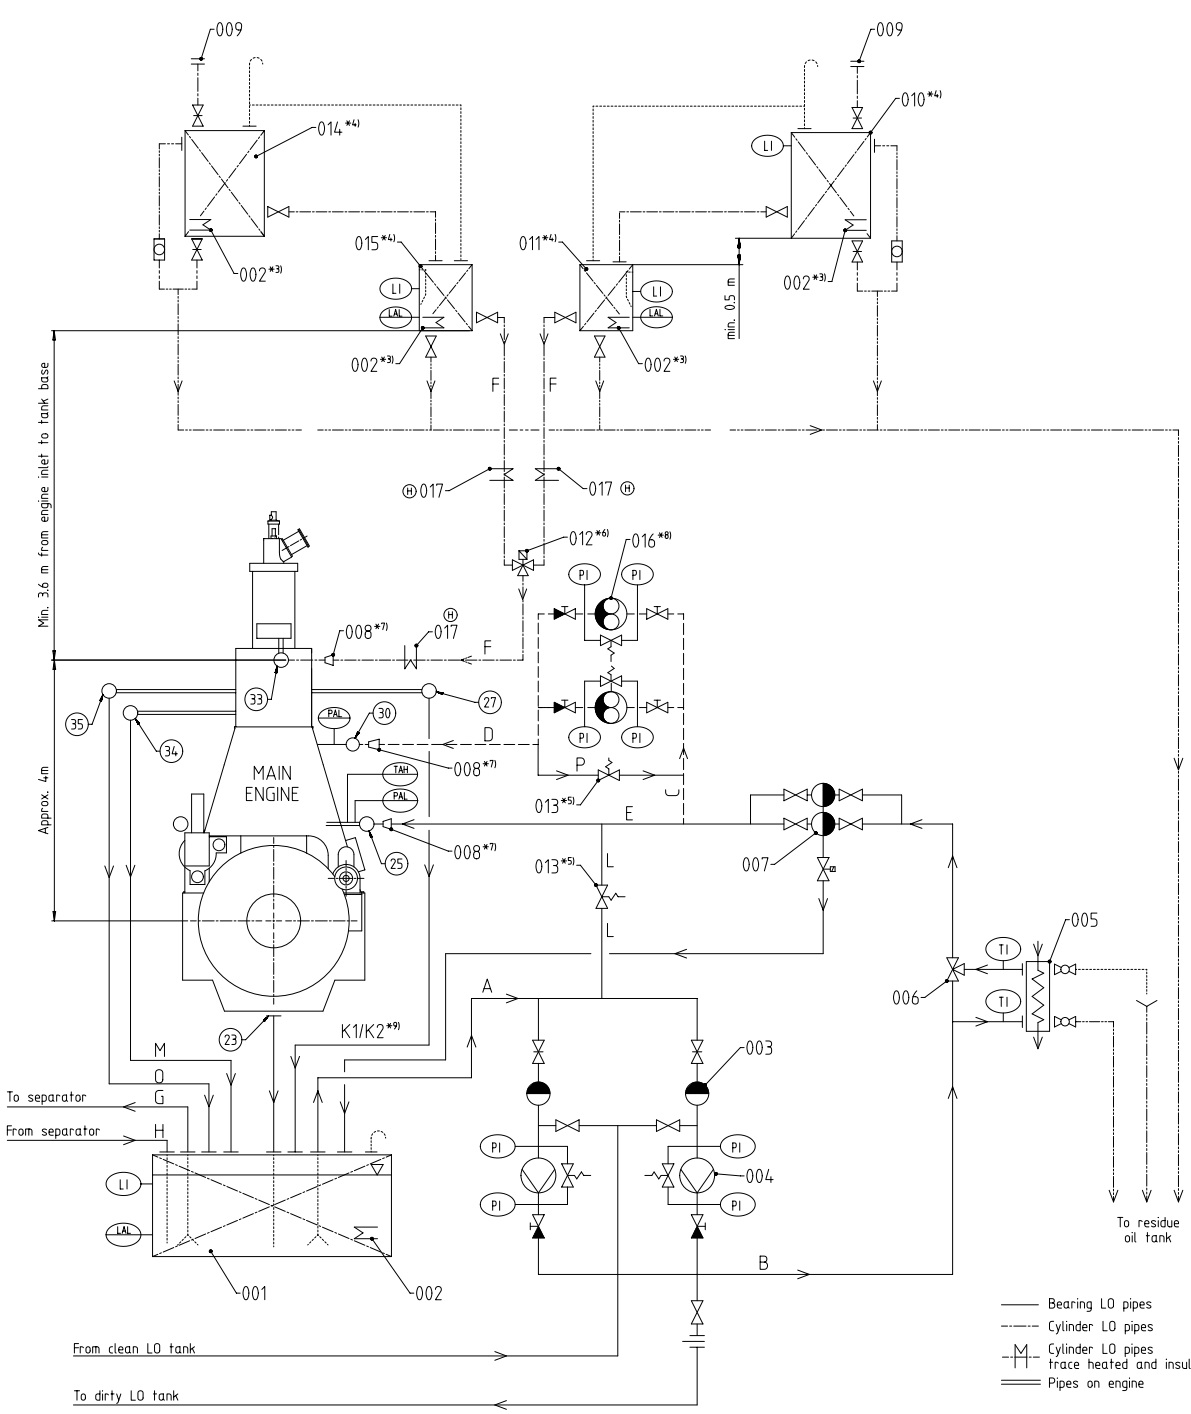 009
009
014*4)
010*4)
LI
002*3)
015*4)
011*4)
002*3)
LI
LAL
LI
LAL
min. 0.5 m
002*3)
002*3)
F
F
Min. 3.6 m from engine inlet to tank base
H 017
017 H
012*6)
016*8)
PI
PI
H
017
008*7)
F
33
35
34
27
PAL
30
D
008*7)
PI
PI
P
013*5)
Approx. 4m
MAIN
ENGINE
TAH
PAL
E
25
008*7)
007
L
013*5)
L
005
TI
006
TI
A
K1/K2*9)
23
M
O
To separator
G
From separator
H
003
PI
PI
004
PI
PI
LI
LAL
001
002
B
To residue
oil tank
From clean LO tank
To dirty LO tank
Bearing LO pipes
Cylinder LO pipes
Cylinder LO pipes
trace heated and insul
Pipes on engine